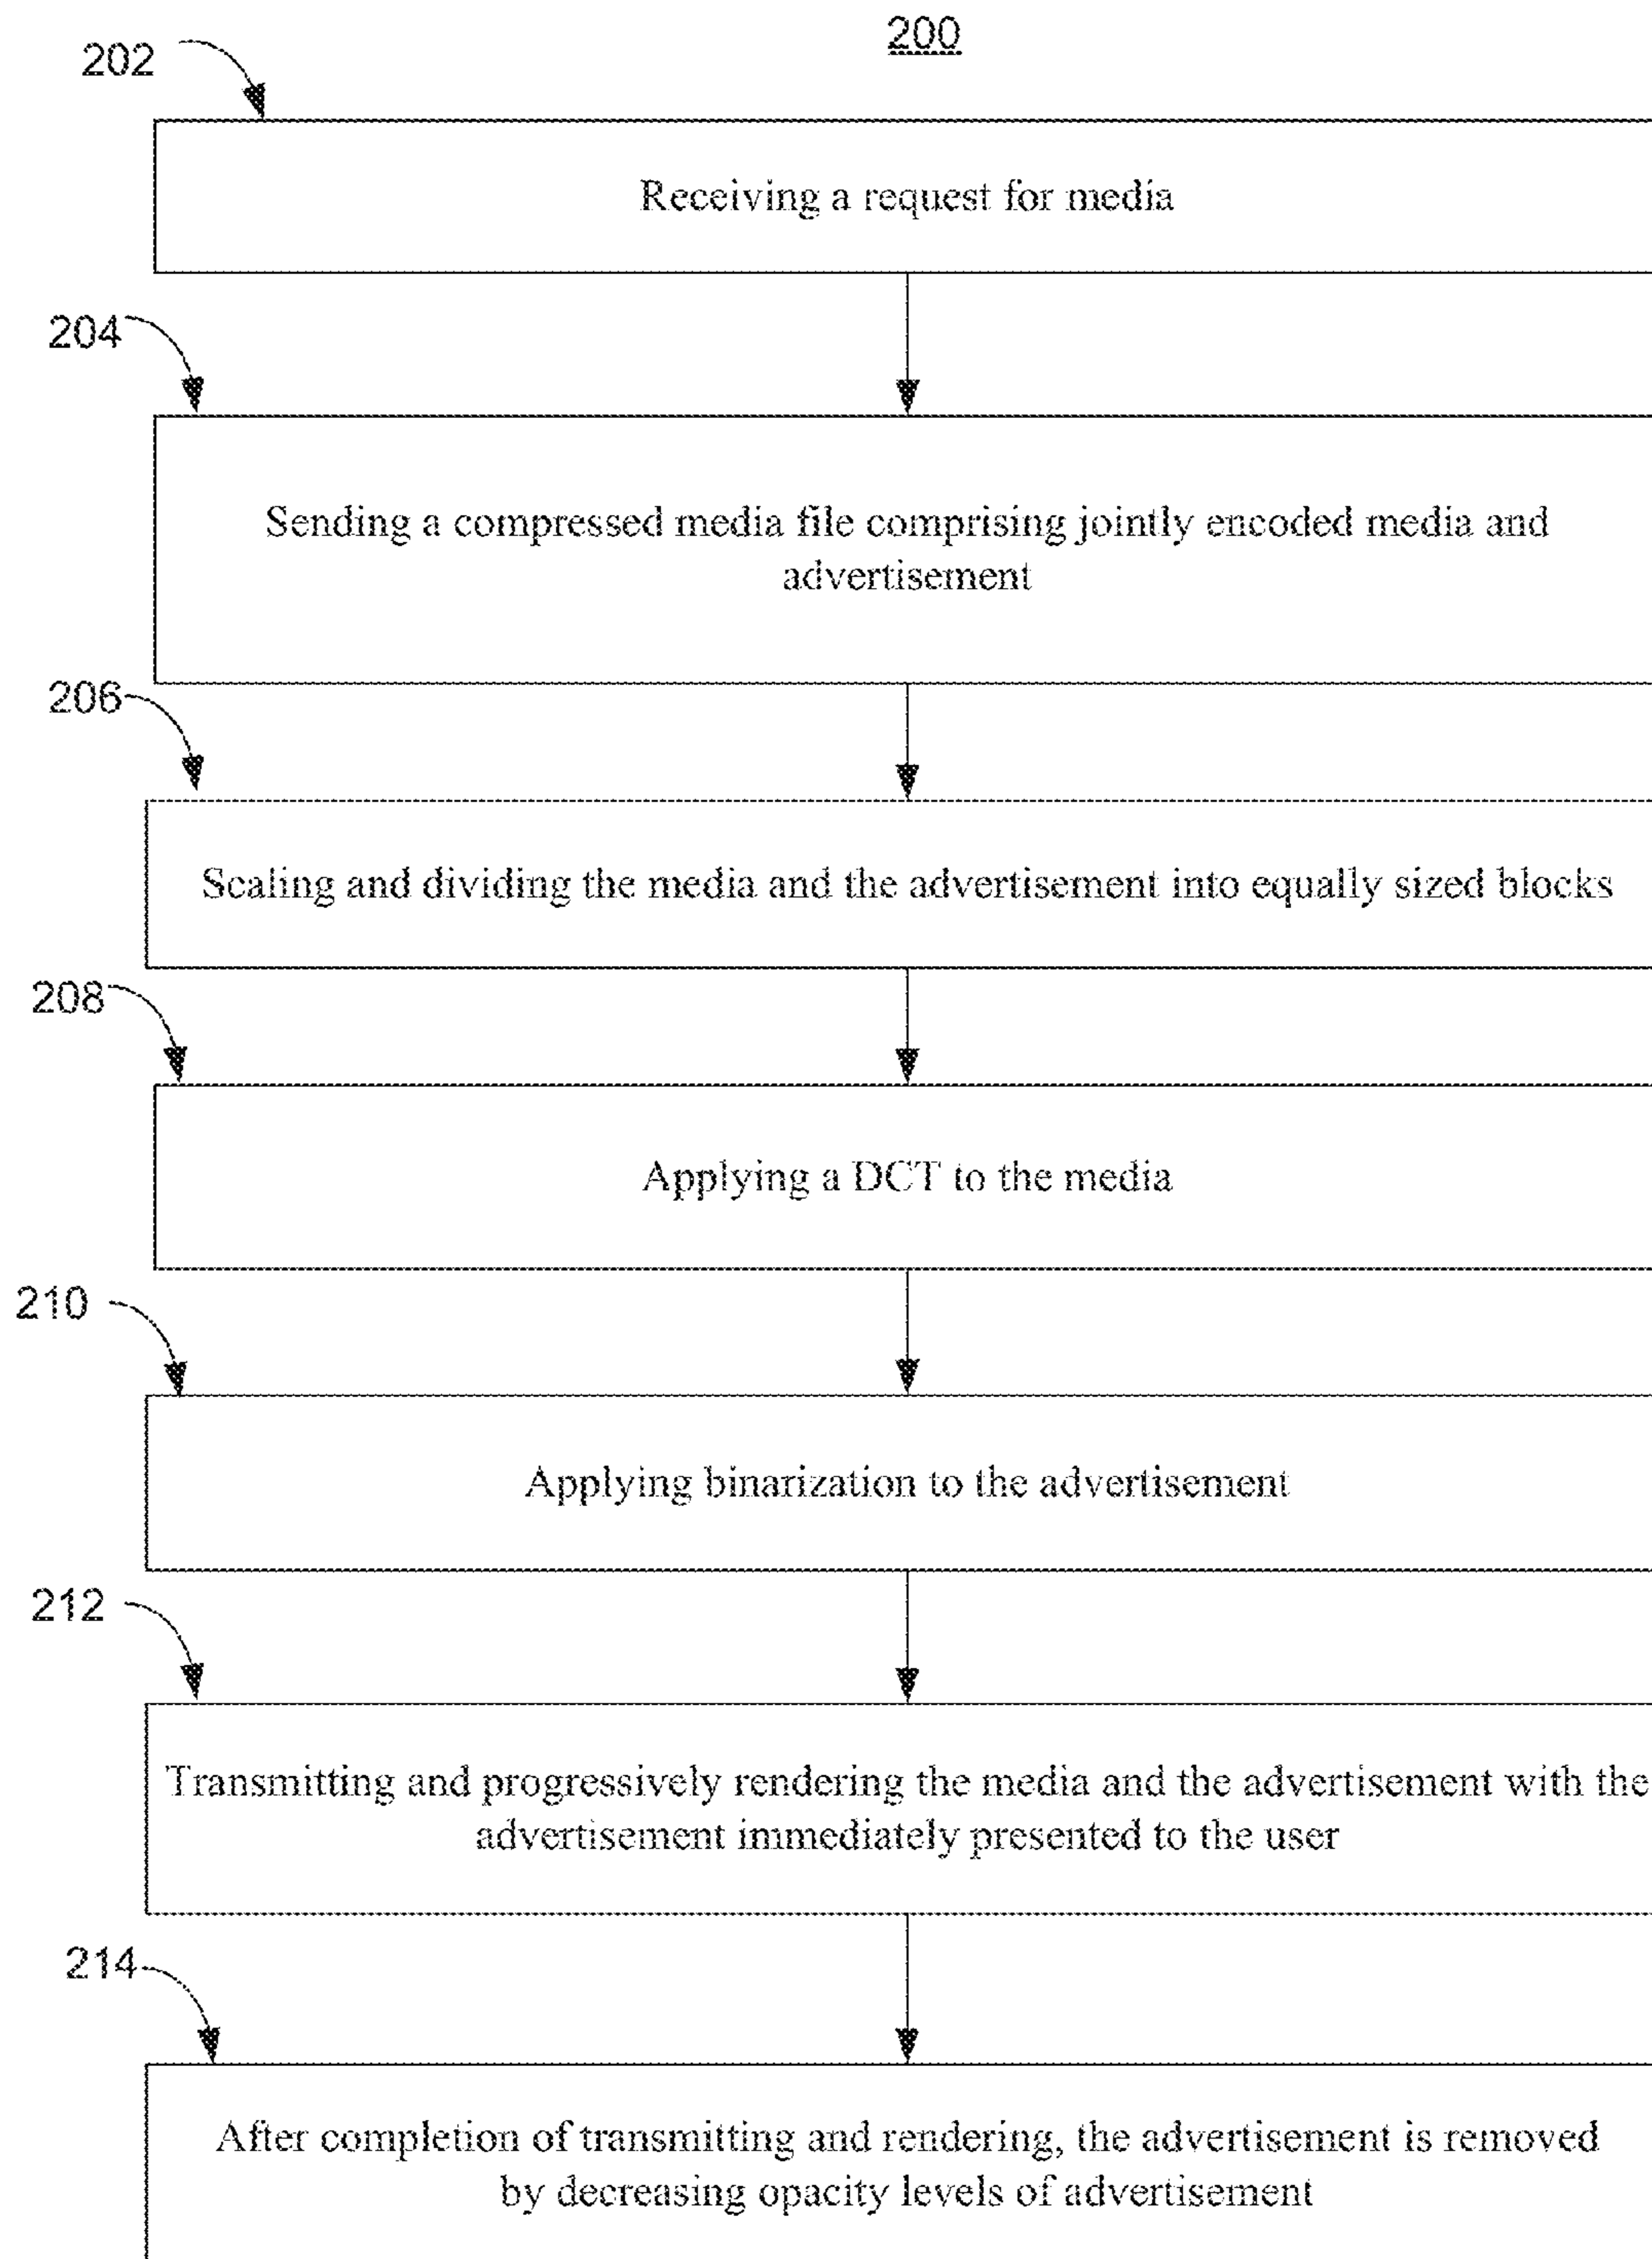 200
202
Receiving a request for media
204
Sending a compressed media file comprising jointly encoded media and
advertisement
206
Scaling and dividing the media and the advertisement into equally sized blocks
208
Applying a DCT to the media
210
Applying binarization to the advertisement
212
Transmitting and progressively rendering the media and the advertisement with the
advertisement immediately presented to the user
214
After completion of transmitting and rendering, the advertisement is removed
by decreasing opacity levels of advertisement